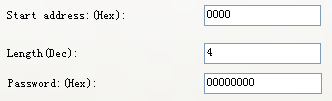 Start address:(Hex): 0000
Length(Dec): 4
Password:(Hex): 00000000